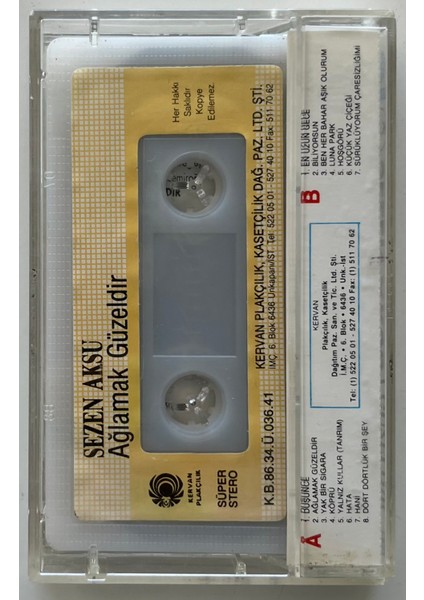 SEZEN AKSU
Ağlamak Güzeldir
KERVAN
PLAKÇILIK
SÜPER
STERO
K.B.86.34.Ü.036.41
KERVAN PLAKÇILIK, KASETÇİLİK DAĞ. PAZ. LTD. ŞTİ.
İMÇ. 6. Blok 6436 Unkapanı/İST. Tel: 522 05 01 - 527 40 10 Fax: 511 70 62
Her Hakkı
Saklıdır
Kopye
Edilemez.
A
1. DÜŞÜNCE
2. AĞLAMAK GÜZELDİR
3. YAK BİR SİGARA
4. KÖPRÜ
5. YALNIZ KULLAR (TANRIM)
6. HATA
7. HANİ
8. DÖRT DÖRTLÜK BİR ŞEY
KERVAN
Plakçılık, Kasetçilik
Dağıtım Paz. San. ve Tic. Ltd. Şti.
İ.M.Ç. • 6. Blok • 6436 • Unk.-İst
Tel: (1) 522 05 01 - 527 40 10 Fax: (1) 511 70 62
B
1. EN UZUN GECE
2. BİLİYORSUN
3. BEN HER BAHAR AŞIK OLURUM
4. LUNA PARK
5. HOŞGÖRÜ
6. KÜÇÜK YAZ ÇİÇEĞİ
7. SÜRÜKLÜYORUM ÇARESİZLİĞİMİ